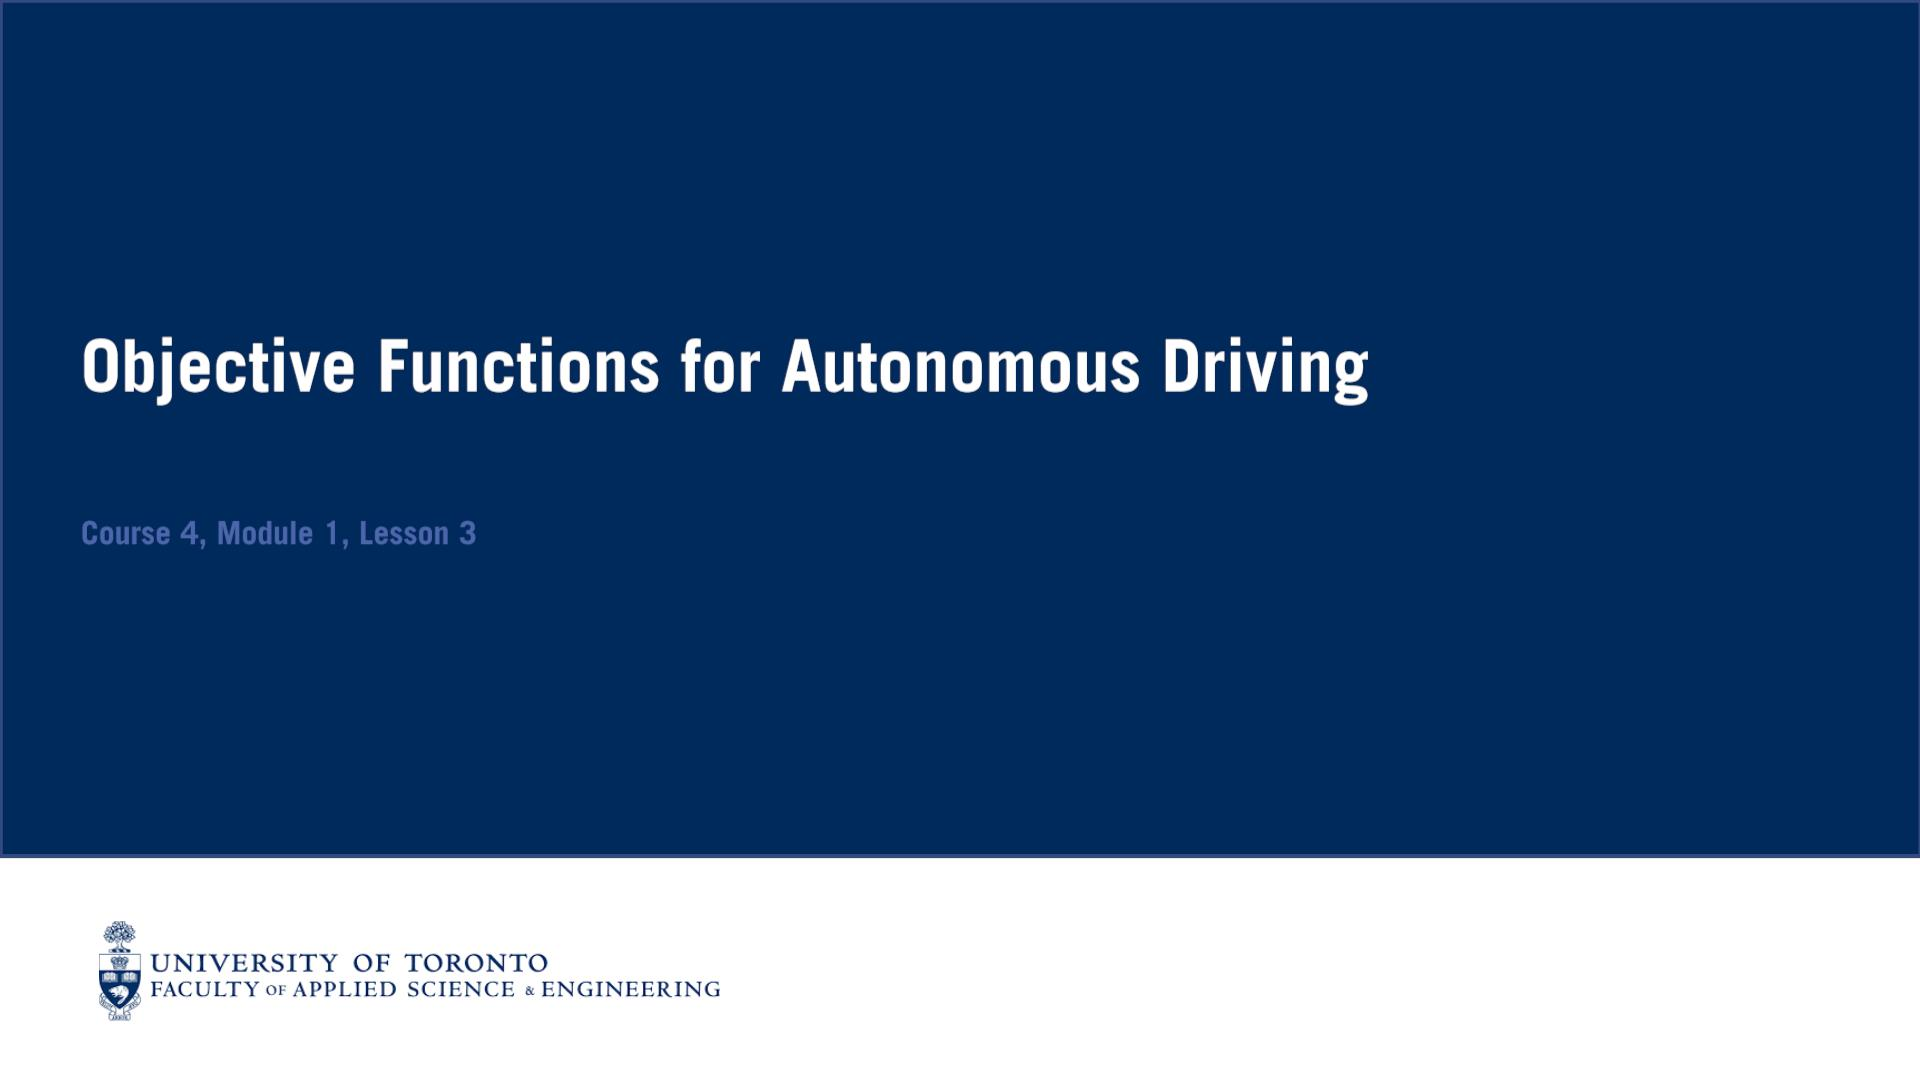 Objective Functions for Autonomous Driving
Course 4, Module 1, Lesson 3
UNIVERSITY OF TORONTO
FACULTY OF APPLIED SCIENCE & ENGINEERING